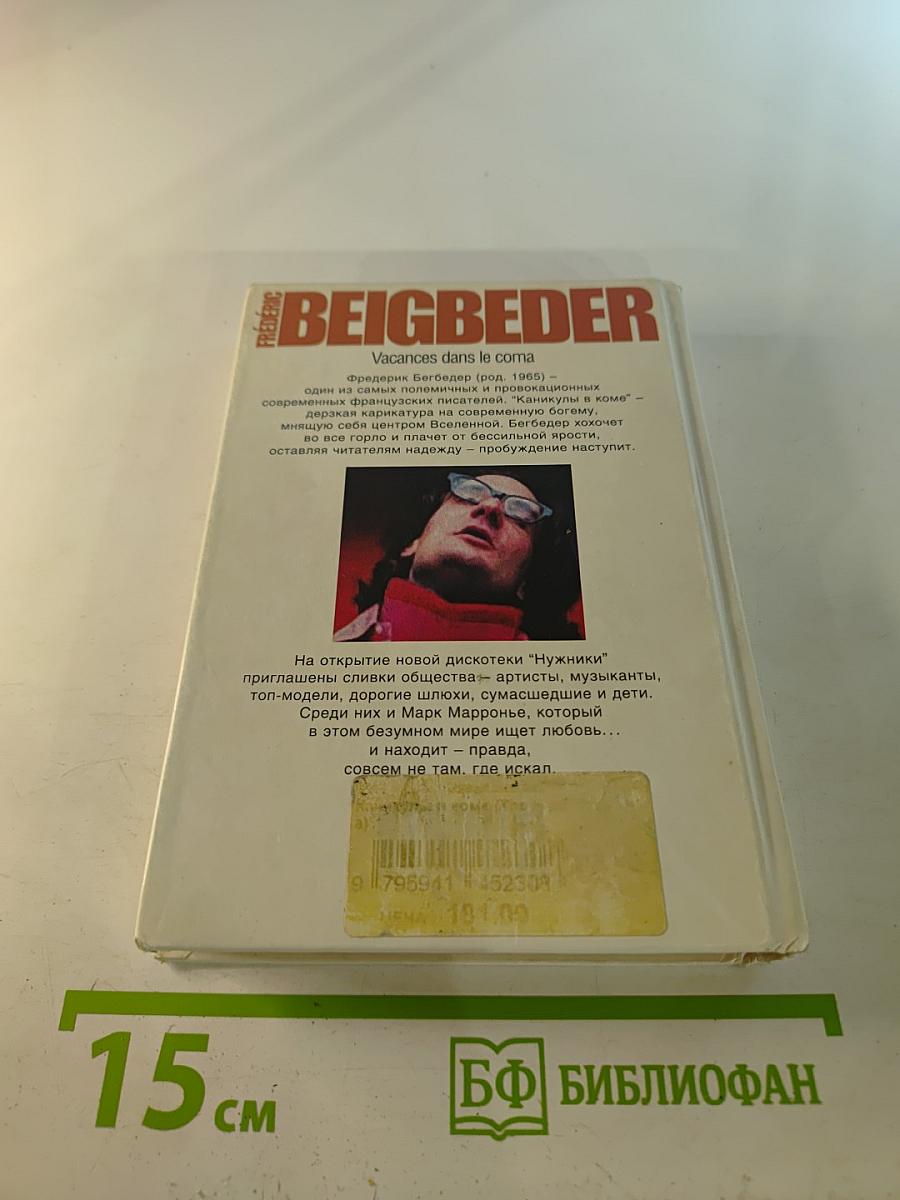 FRÉDÉRIC
BEIGBEDER
Vacances dans le coma
Фредерик Бегбедер (род. 1965) –
один из самых полемичных и провокационных
современных французских писателей. "Каникулы в коме" –
дерзкая карикатура на современную богему,
мнящую себя центром Вселенной. Бегбедер хохочет
во все горло и плачет от бессильной ярости,
оставляя читателям надежду – пробуждение наступит.
На открытие новой дискотеки "Нужники"
приглашены сливки общества – артисты, музыканты,
топ-модели, дорогие шлюхи, сумасшедшие и дети.
Среди них и Марк Марронье, который
в этом безумном мире ищет любовь...
и находит – правда,
совсем не там, где искал.
9 795941 452308
ЦЕНА 181.00
15 см
БФ БИБЛИОФАН